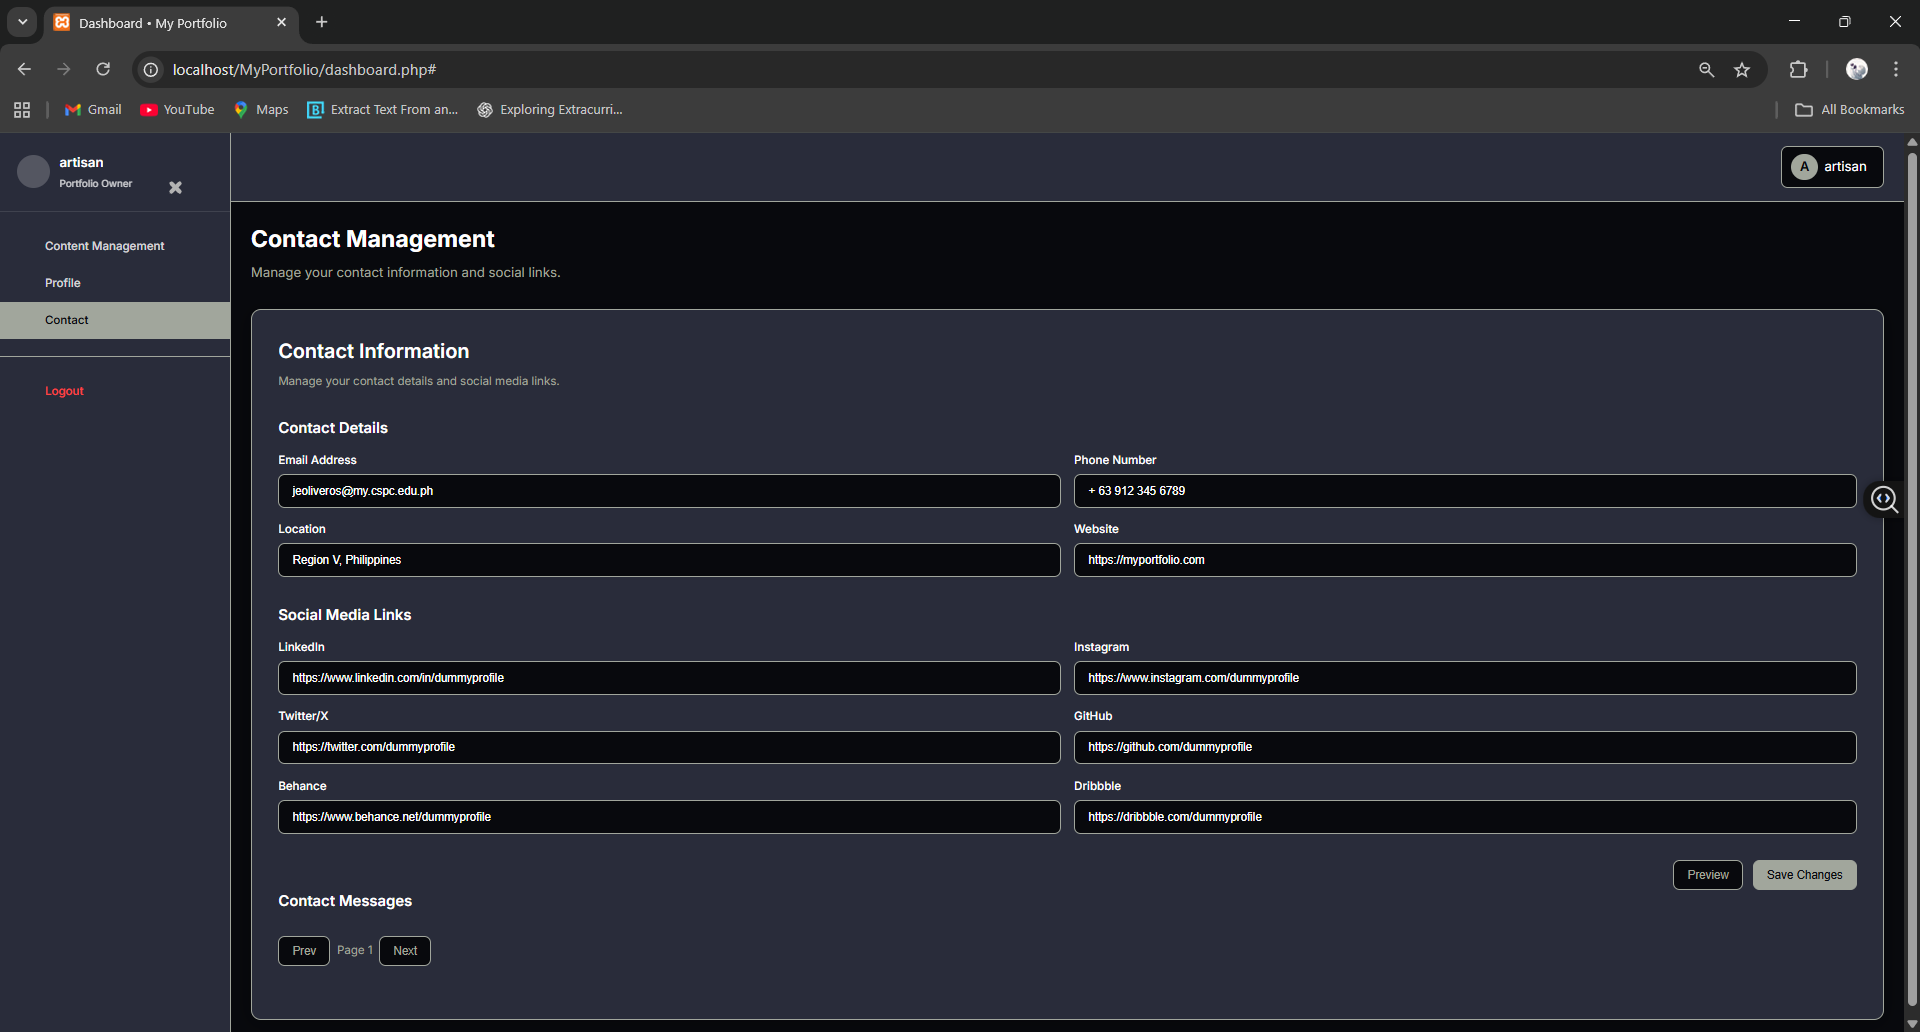 Dashboard • My Portfolio
localhost/MyPortfolio/dashboard.php#
Gmail
YouTube
Maps
B
Extract Text From an...
Exploring Extracurri...
All Bookmarks
artisan
Portfolio Owner
Content Management
Profile
Contact
Logout
A
artisan
Contact Management
Manage your contact information and social links.
Contact Information
Manage your contact details and social media links.
Contact Details
Email Address
Phone Number
jeoliveros@my.cspc.edu.ph
+ 63 912 345 6789
Location
Website
Region V, Philippines
https://myportfolio.com
Social Media Links
LinkedIn
Instagram
https://www.linkedin.com/in/dummyprofile
https://www.instagram.com/dummyprofile
Twitter/X
GitHub
https://twitter.com/dummyprofile
https://github.com/dummyprofile
Behance
Dribbble
https://www.behance.net/dummyprofile
https://dribbble.com/dummyprofile
Preview
Save Changes
Contact Messages
Prev
Page 1
Next